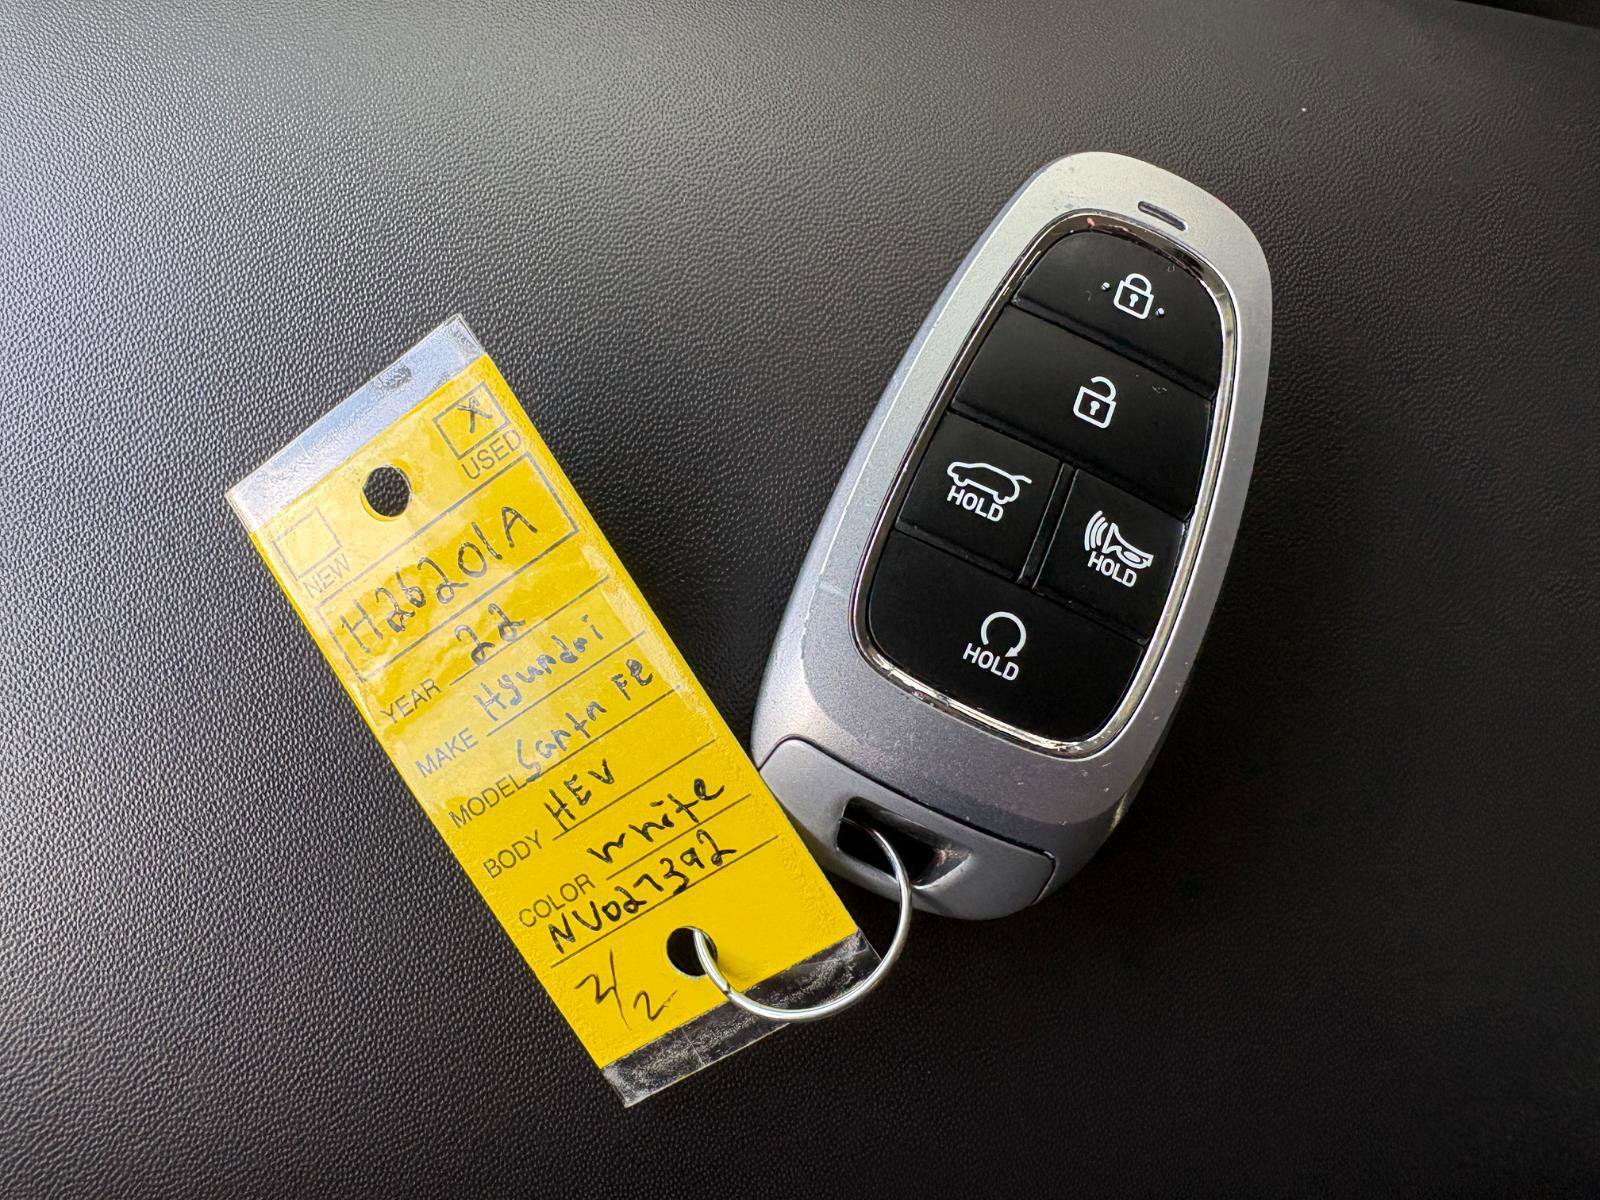 X
USED
NEW
H26201A
YEAR 22
MAKE Hyundai
MODEL Santa Fe
BODY HEV
COLOR white
NU027392
2/2
HOLD
HOLD
HOLD